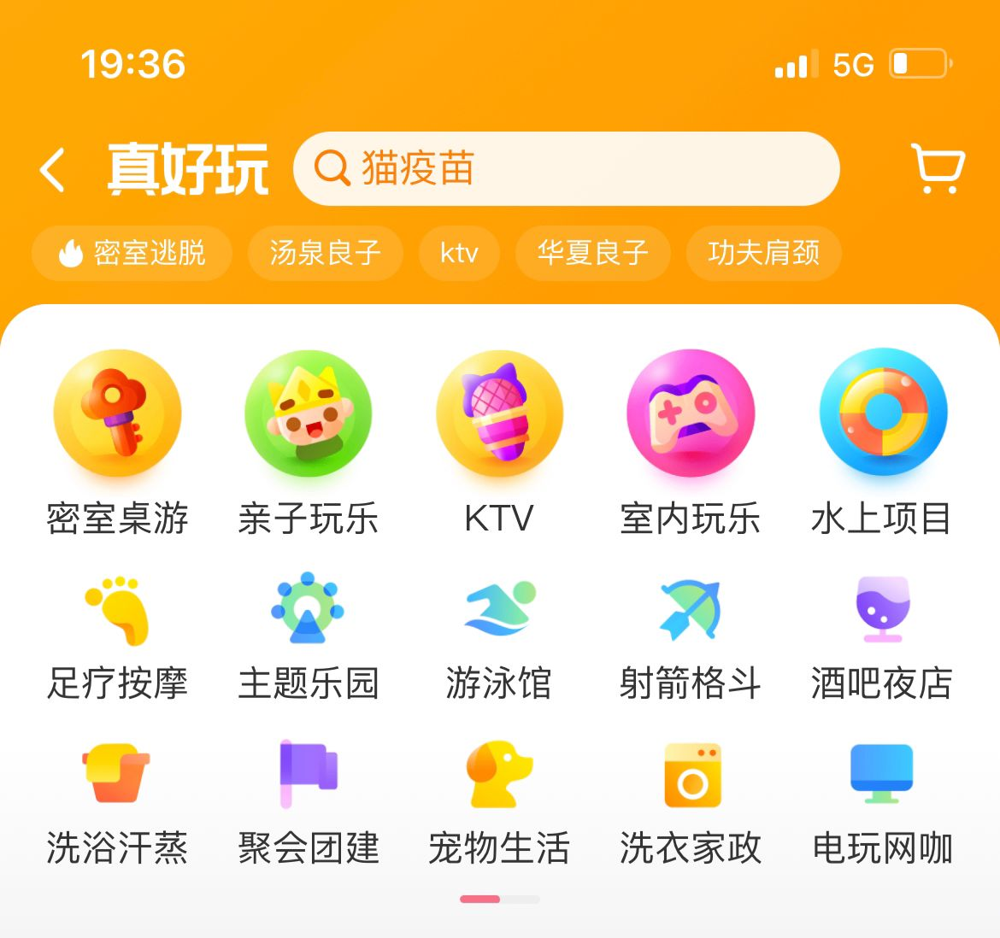 19:36 5G
真好玩 猫疫苗
密室逃脱 汤泉良子 ktv 华夏良子 功夫肩颈
密室桌游 亲子玩乐 KTV 室内玩乐 水上项目
足疗按摩 主题乐园 游泳馆 射箭格斗 酒吧夜店
洗浴汗蒸 聚会团建 宠物生活 洗衣家政 电玩网咖